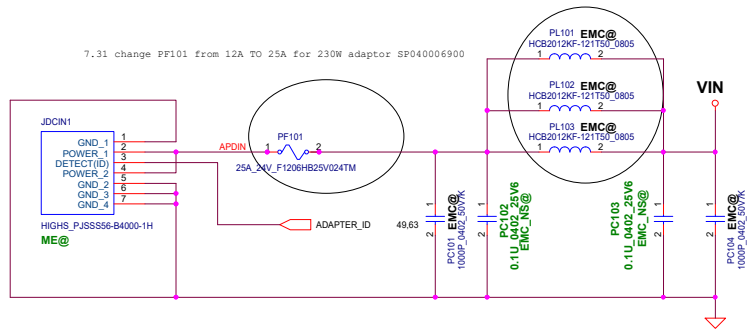 7.31 change PF101 from 12A TO 25A for 230W adaptor SP040006900
PL101 EMC@
HCB2012KF-121T50_0805
1 2
PL102 EMC@
HCB2012KF-121T50_0805
1 2
PL103 EMC@
HCB2012KF-121T50_0805
1 2
VIN
JDCIN1
GND_1 1
POWER_1 2
DETECT(ID) 3
POWER_2 4
GND_2 5
GND_3 6
GND_4 7
HIGHS_PJSSS56-B4000-1H
ME@
APDIN
PF101
1 2
25A_24V_F1206HB25V024TM
ADAPTER_ID 49,63
1 2
PC101 EMC@
1000P_0402_50V7K
1 2
PC102
0.1U_0402_25V6
EMC_NS@
1 2
PC103
0.1U_0402_25V6
EMC_NS@
1 2
PC104 EMC@
1000P_0402_50V7K